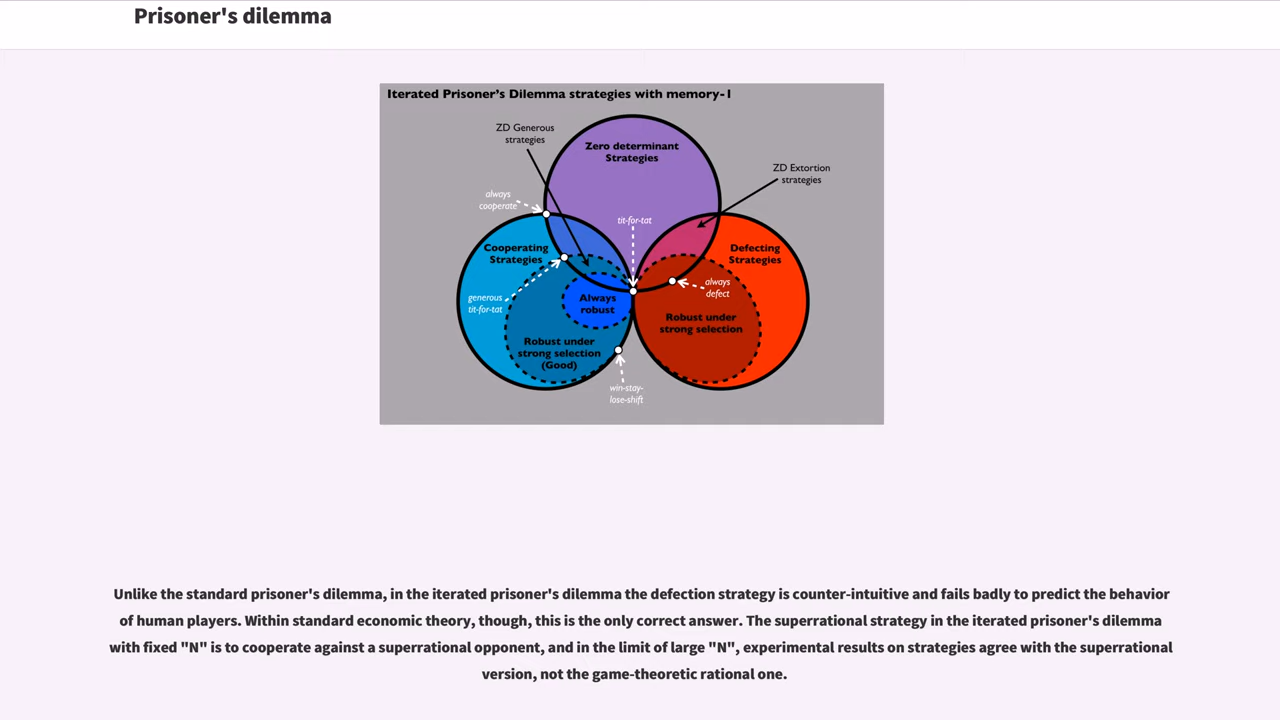 Prisoner's dilemma
Iterated Prisoner's Dilemma strategies with memory-1
ZD Generous
strategies
Zero determinant
Strategies
ZD Extortion
strategies
always
cooperate
tit-for-tat
Cooperating
Strategies
Defecting
Strategies
generous
tit-for-tat
Always
robust
always
defect
Robust under
strong selection
Robust under
strong selection
(Good)
win-stay-
lose-shift
Unlike the standard prisoner's dilemma, in the iterated prisoner's dilemma the defection strategy is counter-intuitive and fails badly to predict the behavior
of human players. Within standard economic theory, though, this is the only correct answer. The superrational strategy in the iterated prisoner's dilemma
with fixed "N" is to cooperate against a superrational opponent, and in the limit of large "N", experimental results on strategies agree with the superrational
version, not the game-theoretic rational one.